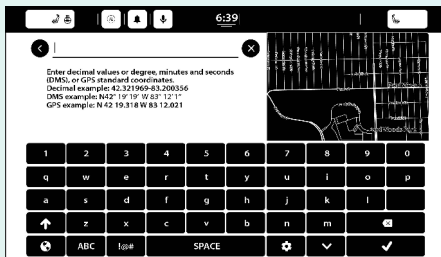 6:39
Enter decimal values or degree, minutes and seconds
(DMS), or GPS standard coordinates.
Decimal example: 42.321969-83.200356
DMS example: N42° 19' 19" W 83° 12' 1"
GPS example: N 42 19.318 W 83 12.021
1 2 3 4 5 6 7 8 9 0
q w e r t y u i o p
a s d f g h j k l
z x c v b n m
ABC !@# SPACE